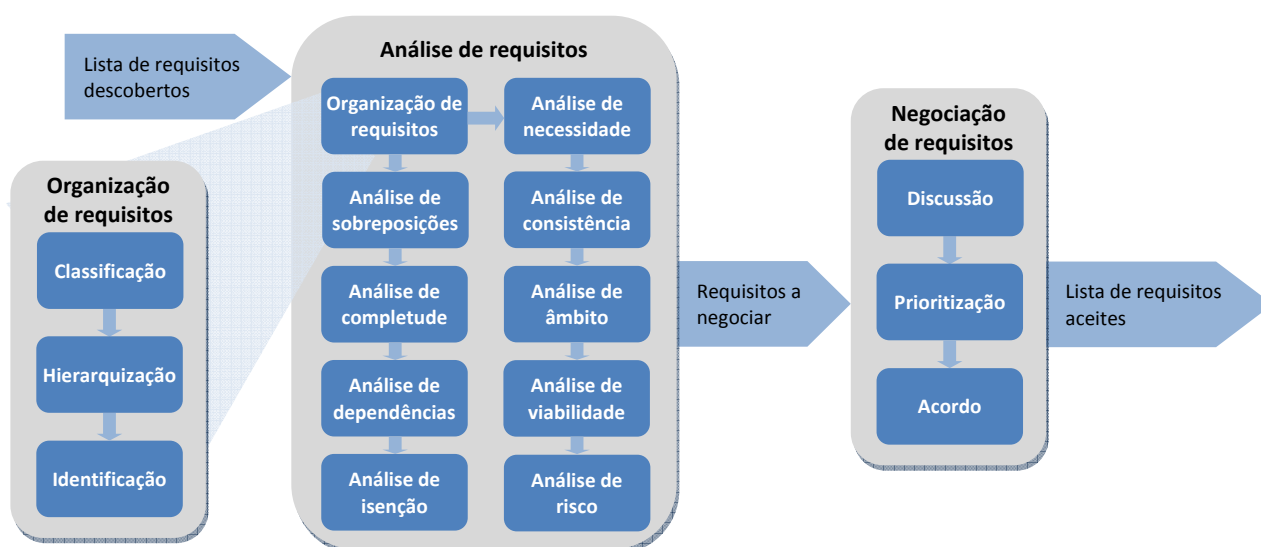 Lista de requisitos
descobertos
Organização
de requisitos
Classificação
Hierarquização
Identificação
Análise de requisitos
Organização de
requisitos
Análise de
sobreposições
Análise de
completude
Análise de
dependências
Análise de
isenção
Análise de
necessidade
Análise de
consistência
Análise de
âmbito
Análise de
viabilidade
Análise de
risco
Requisitos a
negociar
Negociação
de requisitos
Discussão
Prioritização
Acordo
Lista de requisitos
aceites